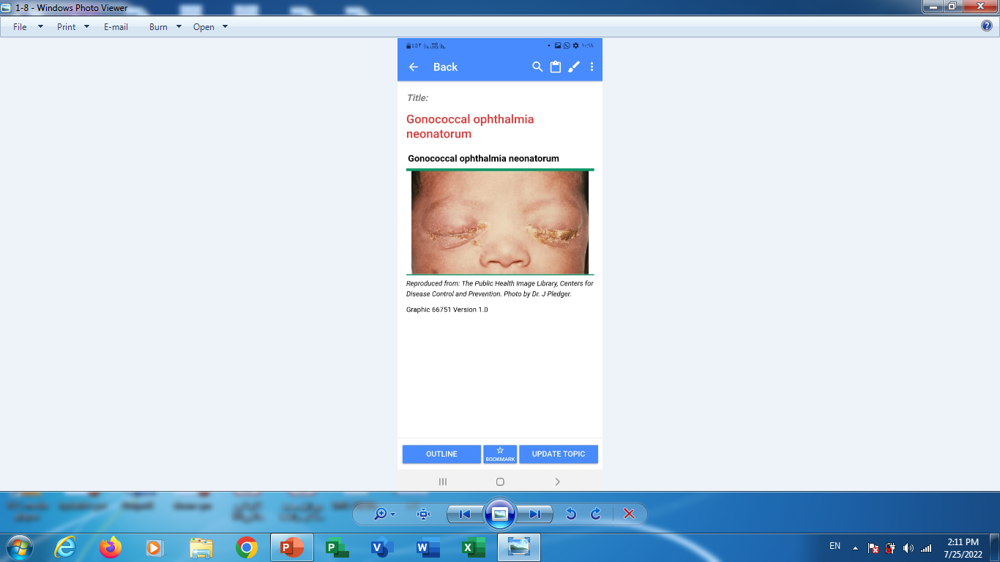 1-8 - Windows Photo Viewer
File Print E-mail Burn Open
١٠:١٨
Back
Title:
Gonococcal ophthalmia
neonatorum
Gonococcal ophthalmia neonatorum
Reproduced from: The Public Health Image Library, Centers for
Disease Control and Prevention. Photo by Dr. J Pledger.
Graphic 66751 Version 1.0
OUTLINE
BOOKMARK
UPDATE TOPIC
EN
2:11 PM
7/25/2022